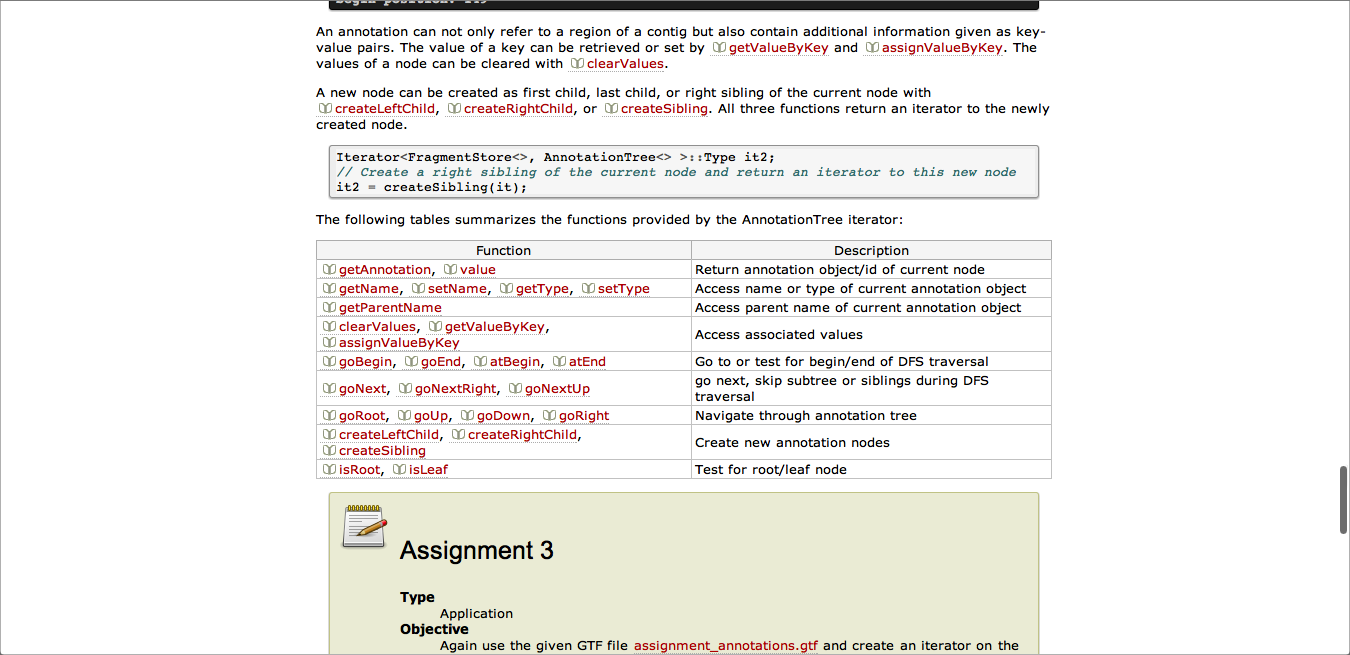 An annotation can not only refer to a region of a contig but also contain additional information given as key-
value pairs. The value of a key can be retrieved or set by getValueByKey and assignValueByKey. The
values of a node can be cleared with clearValues.
A new node can be created as first child, last child, or right sibling of the current node with
createLeftChild, createRightChild, or createSibling. All three functions return an iterator to the newly
created node.
Iterator<FragmentStore<>, AnnotationTree<> >::Type it2;
// Create a right sibling of the current node and return an iterator to this new node
it2 = createSibling(it);
The following tables summarizes the functions provided by the AnnotationTree iterator:
Function Description
getAnnotation, value Return annotation object/id of current node
getName, setName, getType, setType Access name or type of current annotation object
getParentName Access parent name of current annotation object
clearValues, getValueByKey,
assignValueByKey
Access associated values
goBegin, goEnd, atBegin, atEnd Go to or test for begin/end of DFS traversal
goNext, goNextRight, goNextUp
go next, skip subtree or siblings during DFS
traversal
goRoot, goUp, goDown, goRight Navigate through annotation tree
createLeftChild, createRightChild,
createSibling
Create new annotation nodes
isRoot, isLeaf Test for root/leaf node
Assignment 3
Type
Application
Objective
Again use the given GTF file assignment_annotations.gtf and create an iterator on the